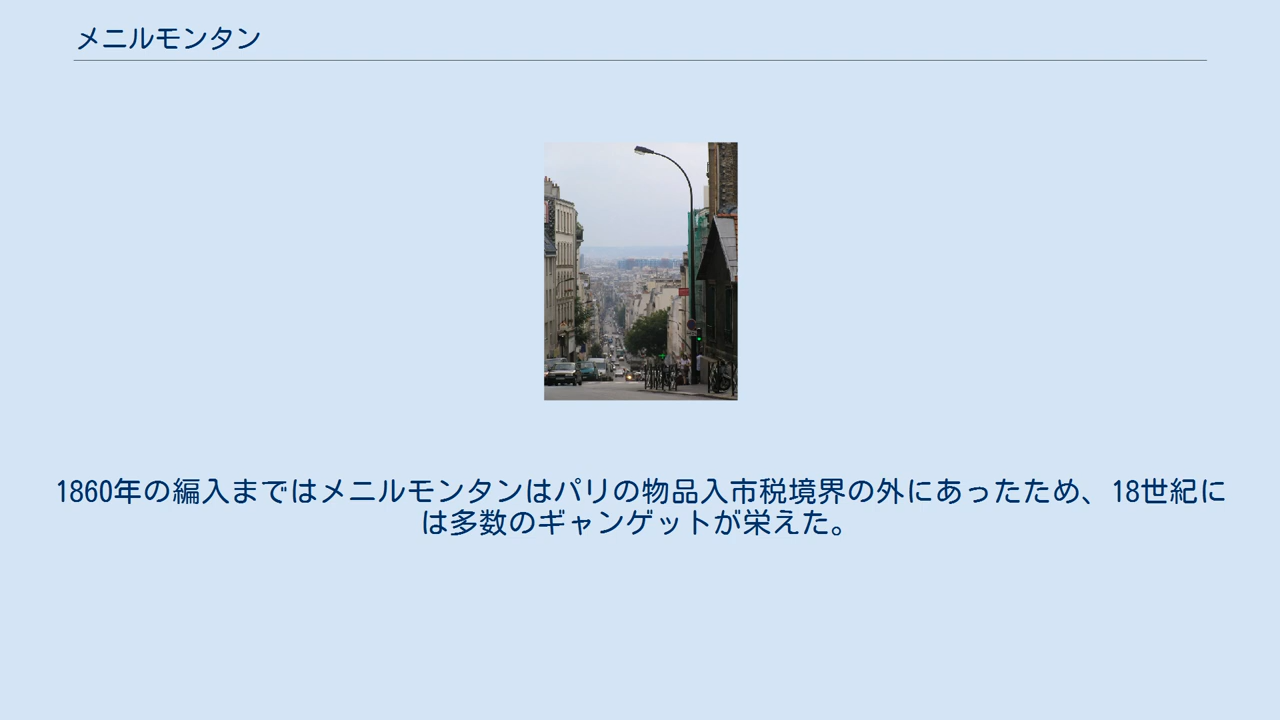 メニルモンタン
1860年の編入まではメニルモンタンはパリの物品入市税境界の外にあったため、18世紀に
は多数のギャンゲットが栄えた。